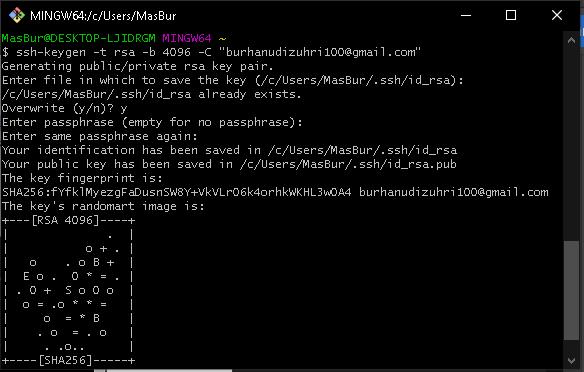 MINGW64:/c/Users/MasBur
MasBur@DESKTOP-LJIDRGM MINGW64 ~
$ ssh-keygen -t rsa -b 4096 -C "burhanudizuhri100@gmail.com"
Generating public/private rsa key pair.
Enter file in which to save the key (/c/Users/MasBur/.ssh/id_rsa):
/c/Users/MasBur/.ssh/id_rsa already exists.
Overwrite (y/n)? y
Enter passphrase (empty for no passphrase):
Enter same passphrase again:
Your identification has been saved in /c/Users/MasBur/.ssh/id_rsa
Your public key has been saved in /c/Users/MasBur/.ssh/id_rsa.pub
The key fingerprint is:
SHA256:fYfklMyezgFaDusnSW8Y+VkVLrO6k4orhkWKHL3wOA4 burhanudizuhri100@gmail.com
The key's randomart image is:
+---[RSA 4096]----+
|              .  |
|           o + . |
|   o    . o B +  |
|  E o .  O * = . |
| . O +  S o O o  |
|  o = .o * * =   |
|     o  = * B    |
|    . o  = . o   |
|     . .o..      |
+----[SHA256]-----+